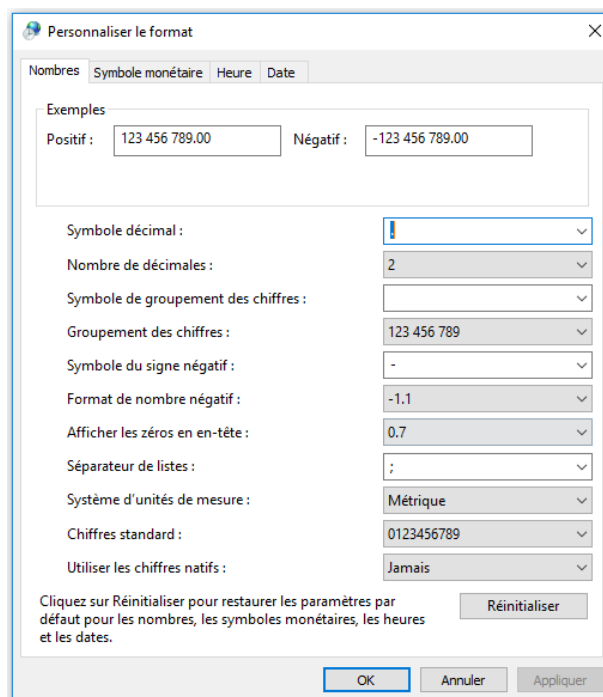 Personnaliser le format
Nombres Symbole monétaire Heure Date
Exemples
Positif : 123 456 789.00 Négatif : -123 456 789.00
Symbole décimal : .
Nombre de décimales : 2
Symbole de groupement des chiffres :
Groupement des chiffres : 123 456 789
Symbole du signe négatif : -
Format de nombre négatif : -1.1
Afficher les zéros en en-tête : 0.7
Séparateur de listes : ;
Système d'unités de mesure : Métrique
Chiffres standard : 0123456789
Utiliser les chiffres natifs : Jamais
Cliquez sur Réinitialiser pour restaurer les paramètres par
défaut pour les nombres, les symboles monétaires, les heures
et les dates.
Réinitialiser
OK Annuler Appliquer